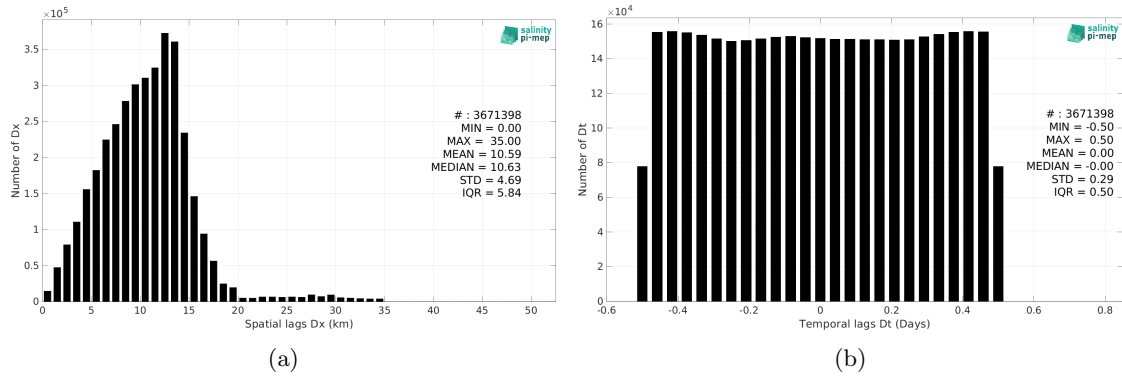 ×10⁵
3.5
3
2.5
2
1.5
1
0.5
0
0 5 10 15 20 25 30 35 40 45 50
Number of Dx
Spatial lags Dx (km)
salinity
pi-mep
# : 3671398
MIN = 0.00
MAX = 35.00
MEAN = 10.59
MEDIAN = 10.63
STD = 4.69
IQR = 5.84
(a)
×10⁴
16
14
12
10
8
6
4
2
0
-0.6 -0.4 -0.2 0 0.2 0.4 0.6 0.8
Number of Dt
Temporal lags Dt (Days)
salinity
pi-mep
# : 3671398
MIN = -0.50
MAX = 0.50
MEAN = 0.00
MEDIAN = -0.00
STD = 0.29
IQR = 0.50
(b)